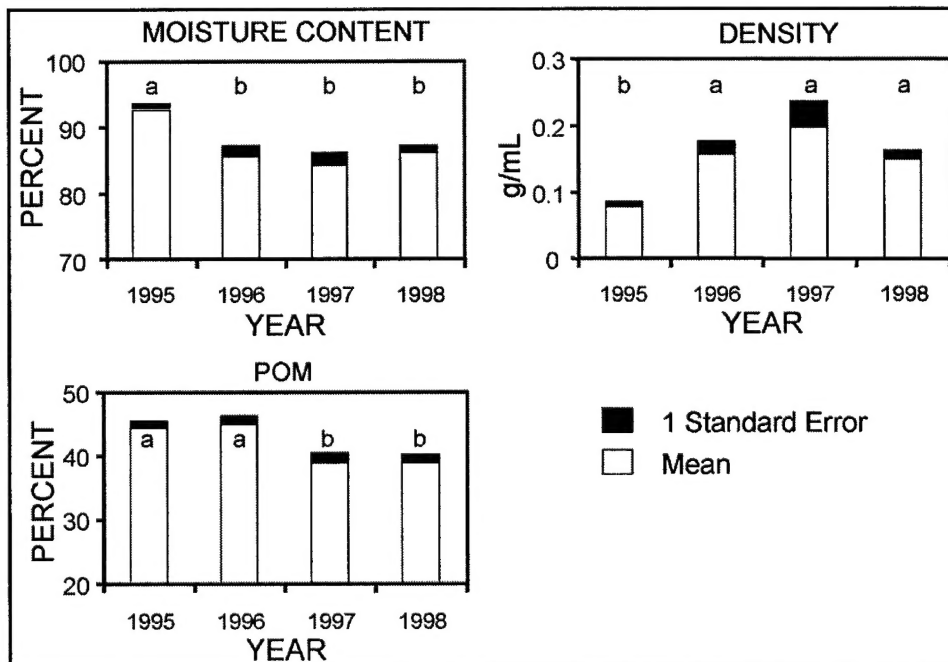 MOISTURE CONTENT
PERCENT
100
90
80
70
a b b b
1995 1996 1997 1998
YEAR
DENSITY
g/mL
0.3
0.2
0.1
0
b a a a
1995 1996 1997 1998
YEAR
POM
PERCENT
50
40
30
20
a a b b
1995 1996 1997 1998
YEAR
1 Standard Error
Mean